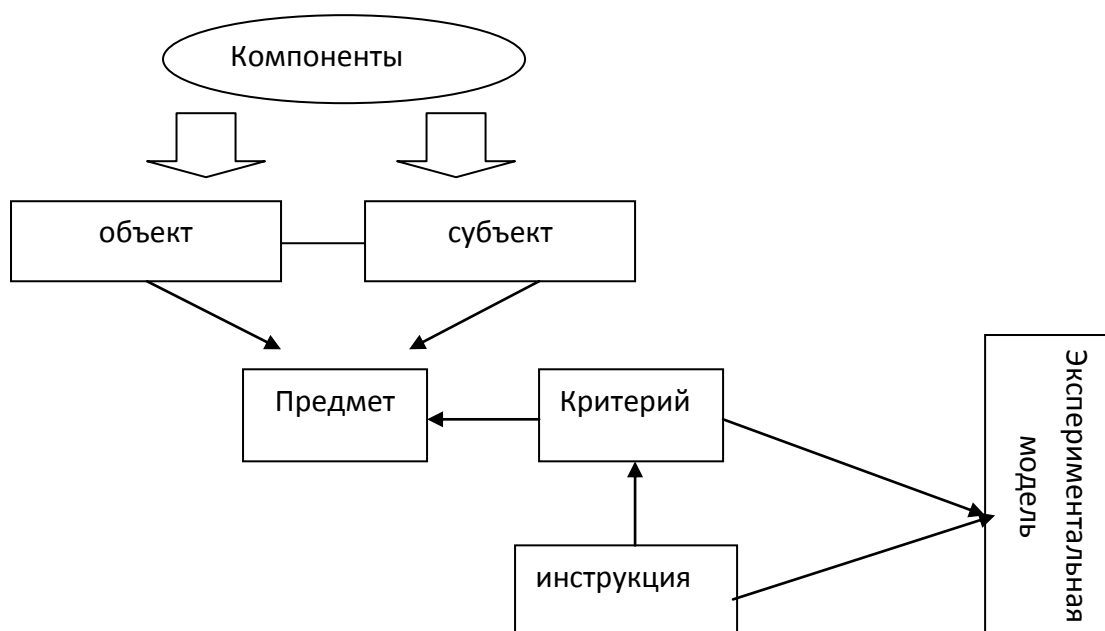 Компоненты
объект
субъект
Предмет
Критерий
инструкция
Экспериментальная
модель